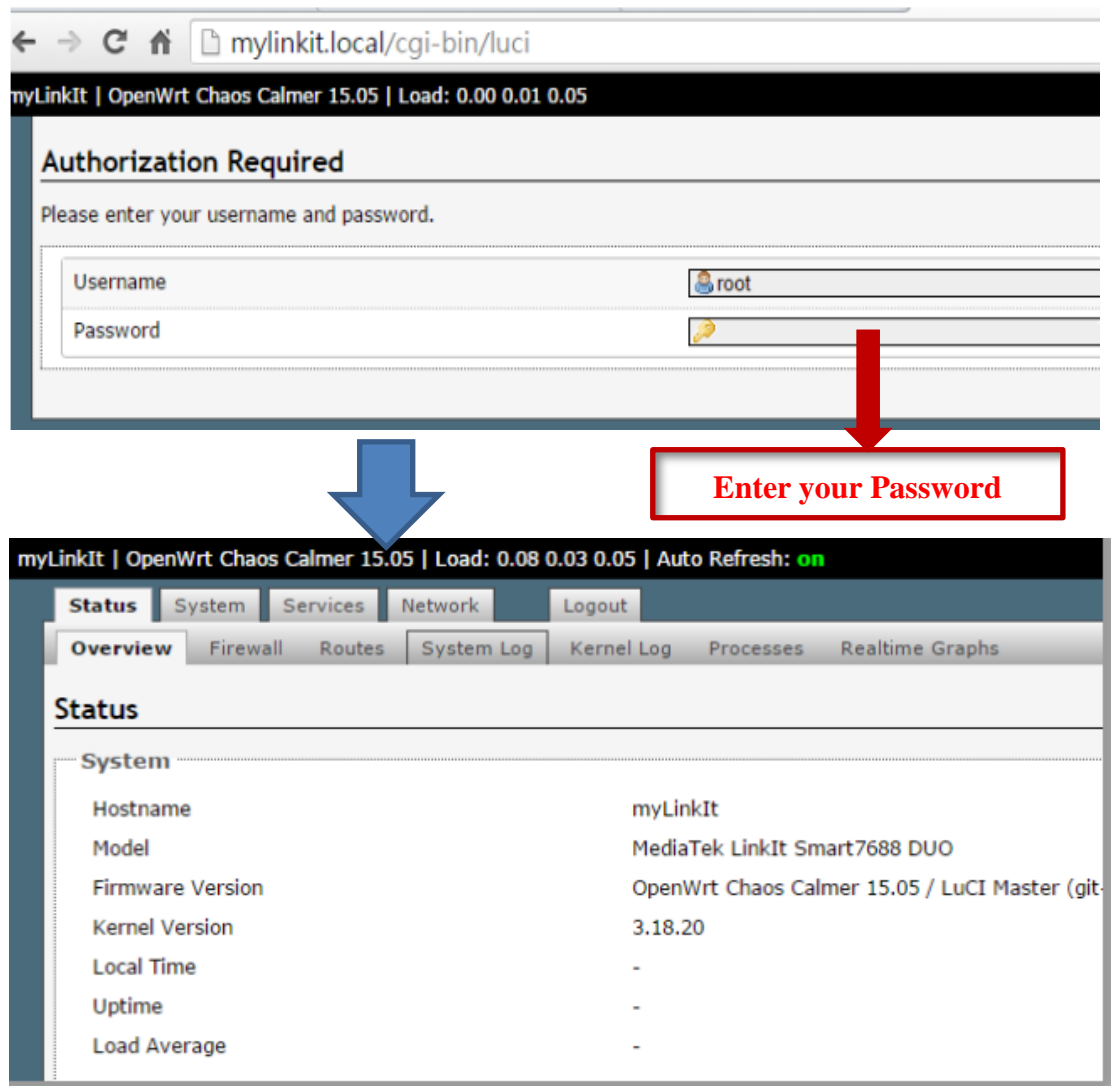 mylinkit.local/cgi-bin/luci
myLinkIt | OpenWrt Chaos Calmer 15.05 | Load: 0.00 0.01 0.05
Authorization Required
Please enter your username and password.
Username root
Password
Enter your Password
myLinkIt | OpenWrt Chaos Calmer 15.05 | Load: 0.08 0.03 0.05 | Auto Refresh: on
Status System Services Network Logout
Overview Firewall Routes System Log Kernel Log Processes Realtime Graphs
Status
System
Hostname myLinkIt
Model MediaTek LinkIt Smart7688 DUO
Firmware Version OpenWrt Chaos Calmer 15.05 / LuCI Master (git-
Kernel Version 3.18.20
Local Time -
Uptime -
Load Average -